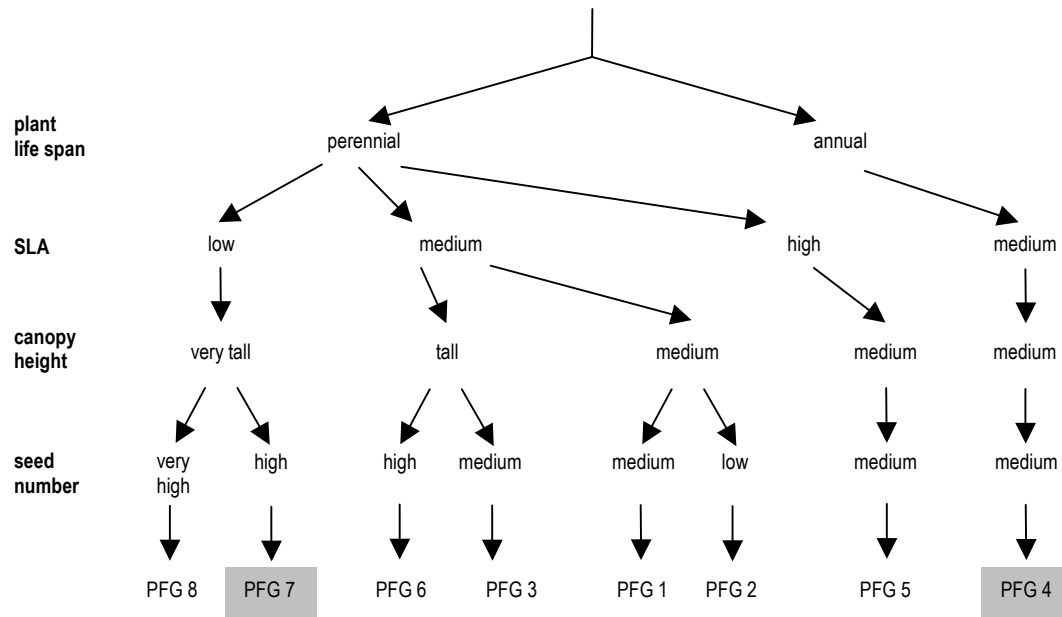 plant
life span
perennial
annual
SLA
low
medium
high
medium
canopy
height
very tall
tall
medium
medium
medium
seed
number
very
high
high
high
medium
medium
low
medium
medium
PFG 8
PFG 7
PFG 6
PFG 3
PFG 1
PFG 2
PFG 5
PFG 4